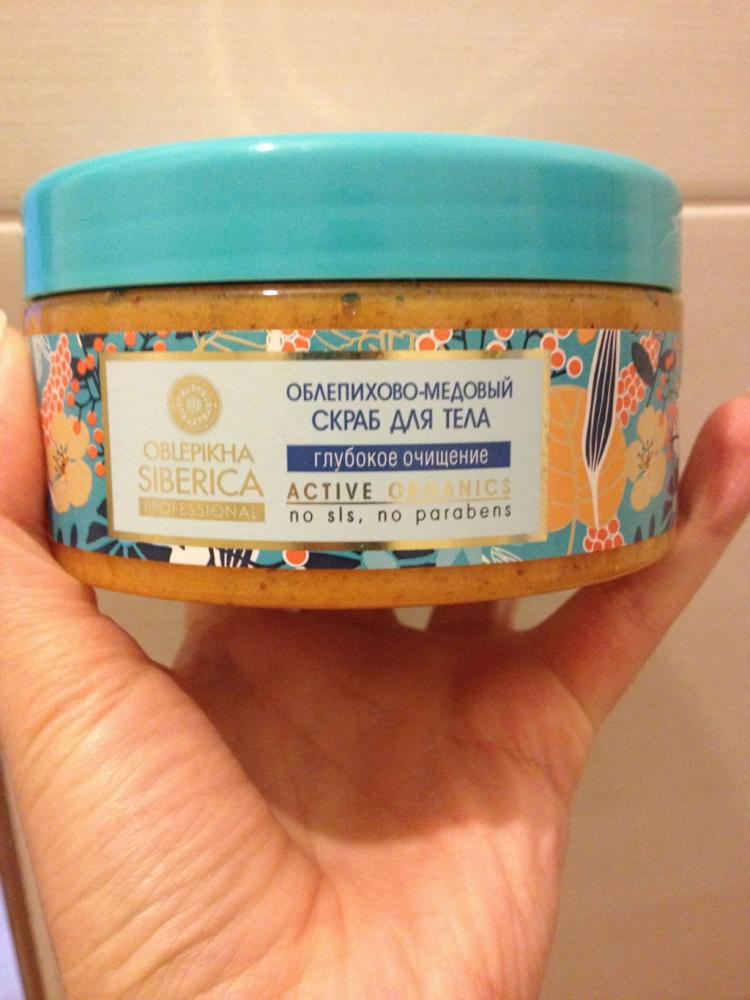 OBLEPIKHA
SIBERICA
PROFESSIONAL
ОБЛЕПИХОВО-МЕДОВЫЙ
СКРАБ ДЛЯ ТЕЛА
глубокое очищение
ACTIVE ORGANICS
no sls, no parabens